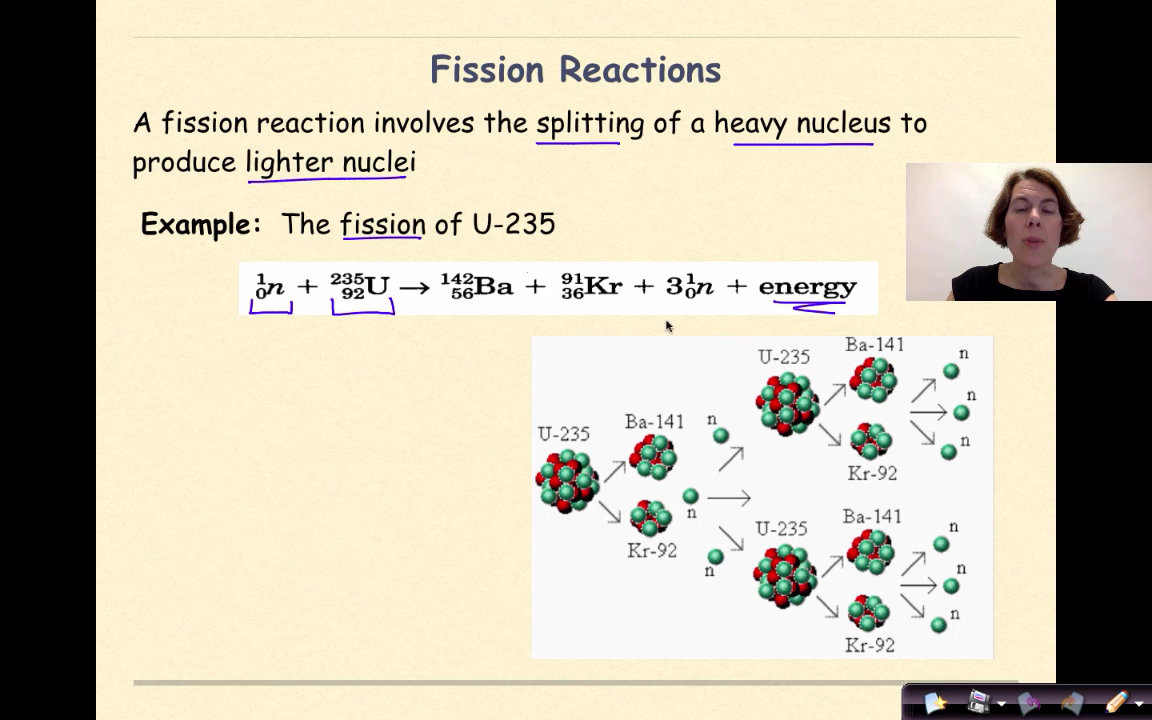 Fission Reactions
A fission reaction involves the splitting of a heavy nucleus to
produce lighter nuclei
Example: The fission of U-235
¹₀n + ²³⁵₉₂U → ¹⁴²₅₆Ba + ⁹¹₃₆Kr + 3¹₀n + energy
U-235
Ba-141
Kr-92
n
n
n
U-235
Ba-141
Kr-92
n
n
n
U-235
Ba-141
Kr-92
n
n
n